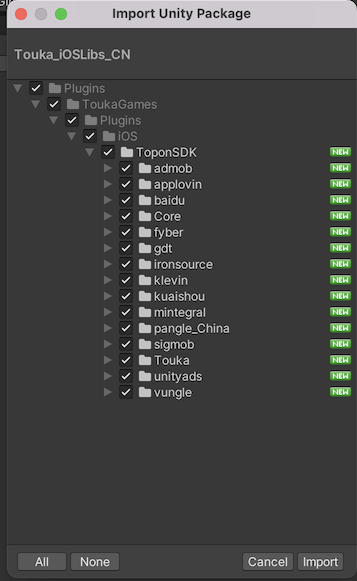 Import Unity Package
Touka_iOSLibs_CN
Plugins
ToukaGames
Plugins
iOS
ToponSDK NEW
admob NEW
applovin NEW
baidu NEW
Core NEW
fyber NEW
gdt NEW
ironsource NEW
klevin NEW
kuaishou NEW
mintegral NEW
pangle_China NEW
sigmob NEW
Touka NEW
unityads NEW
vungle NEW
All None Cancel Import